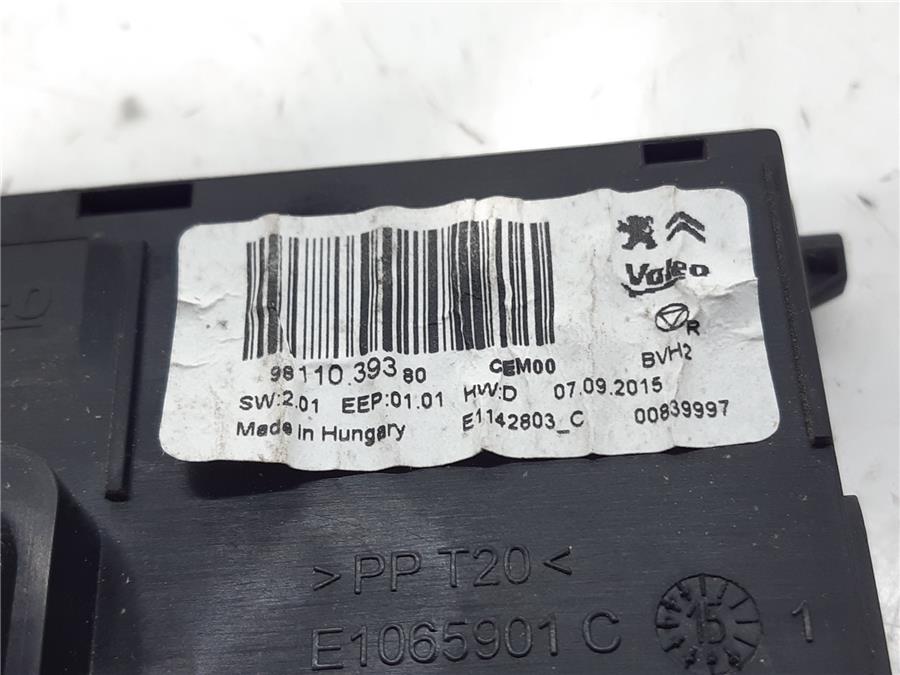 Valeo
R
BVH2
98110.393 80 CEM00
SW:2.01 EEP:01.01 HW:D 07.09.2015
Made in Hungary E1142803_C 00839997
>PP T20<
E1065901 C 15 1